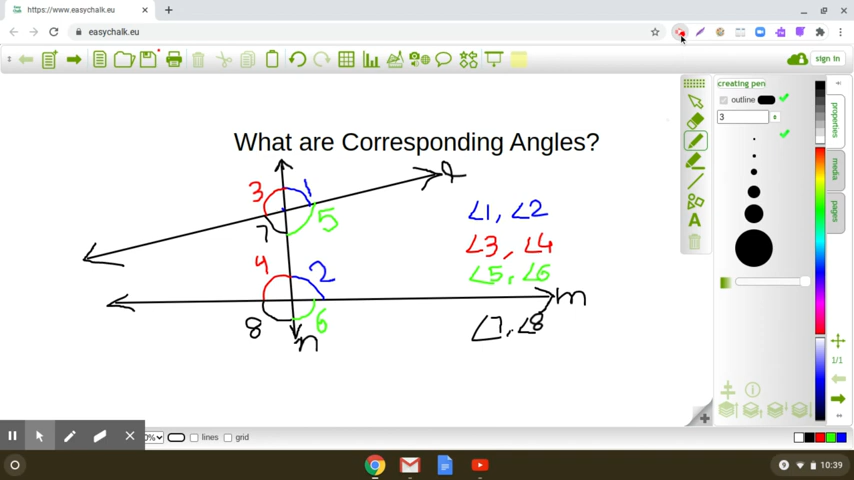 https://www.easychalk.eu/
easychalk.eu
sign in
creating pen
outline
3
properties
media
pages
What are Corresponding Angles?
l
3 1
7 5
4 2
8 6
m
n
∠1, ∠2
∠3, ∠4
∠5, ∠6
∠7, ∠8
1/1
0%
lines
grid
9
10:39